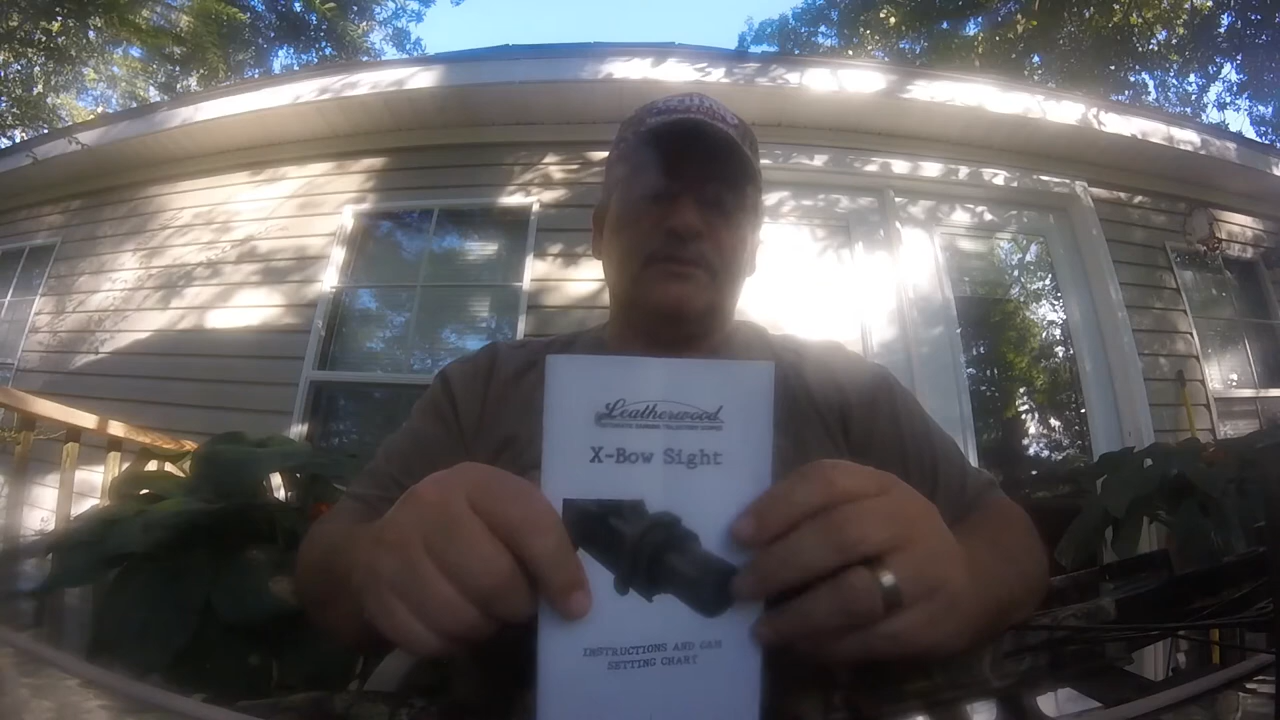 Leatherwood
X-Bow Sight
INSTRUCTIONS AND CAM
SETTING CHART